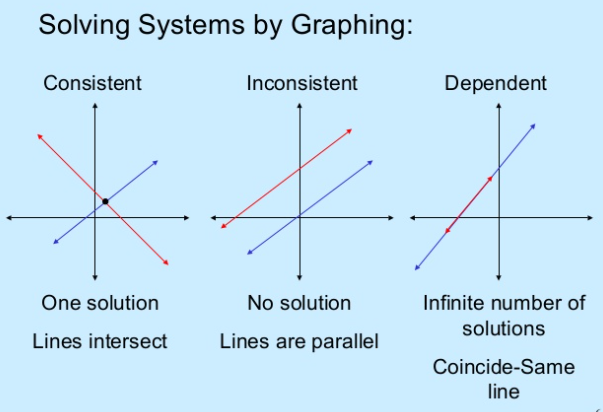 Solving Systems by Graphing:
Consistent
Inconsistent
Dependent
One solution
Lines intersect
No solution
Lines are parallel
Infinite number of
solutions
Coincide-Same
line